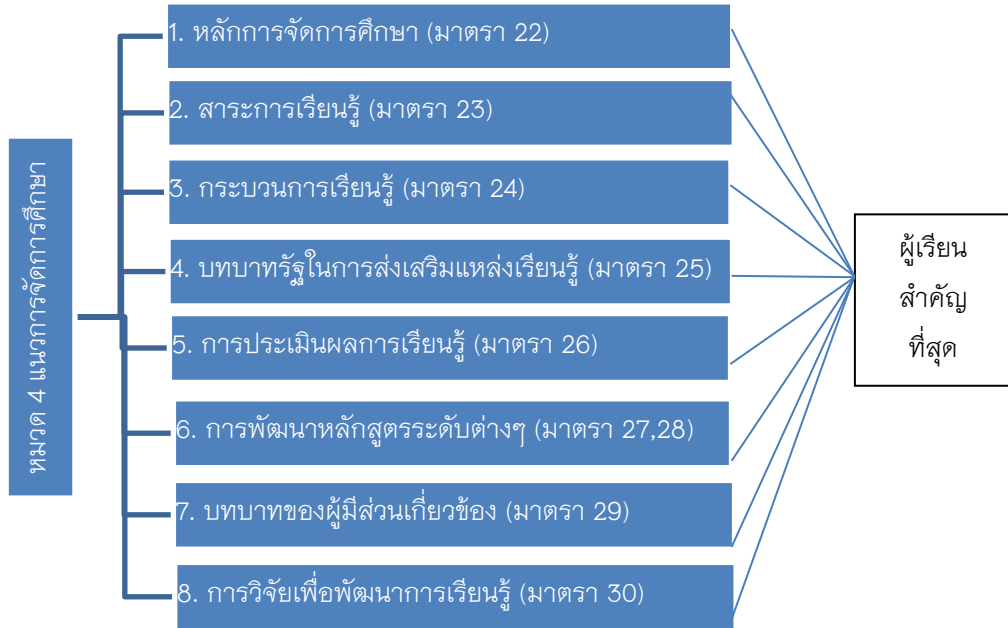 หมวด 4 แนวการจัดการศึกษา
1. หลักการจัดการศึกษา (มาตรา 22)
2. สาระการเรียนรู้ (มาตรา 23)
3. กระบวนการเรียนรู้ (มาตรา 24)
4. บทบาทรัฐในการส่งเสริมแหล่งเรียนรู้ (มาตรา 25)
5. การประเมินผลการเรียนรู้ (มาตรา 26)
6. การพัฒนาหลักสูตรระดับต่างๆ (มาตรา 27,28)
7. บทบาทของผู้มีส่วนเกี่ยวข้อง (มาตรา 29)
8. การวิจัยเพื่อพัฒนาการเรียนรู้ (มาตรา 30)
ผู้เรียน
สำคัญ
ที่สุด